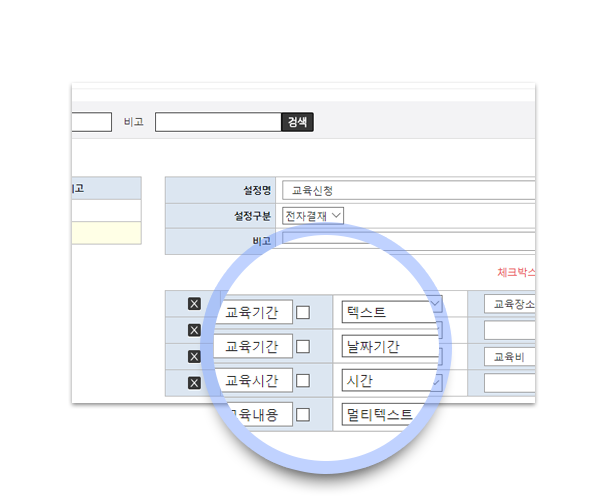 비고 검색
비고
설정명 교육신청
설정구분 전자결재
비고
체크박스
X 교육기간 텍스트 교육장소
X 교육기간 날짜기간
X 교육시간 시간 교육비
X 교육내용 멀티텍스트